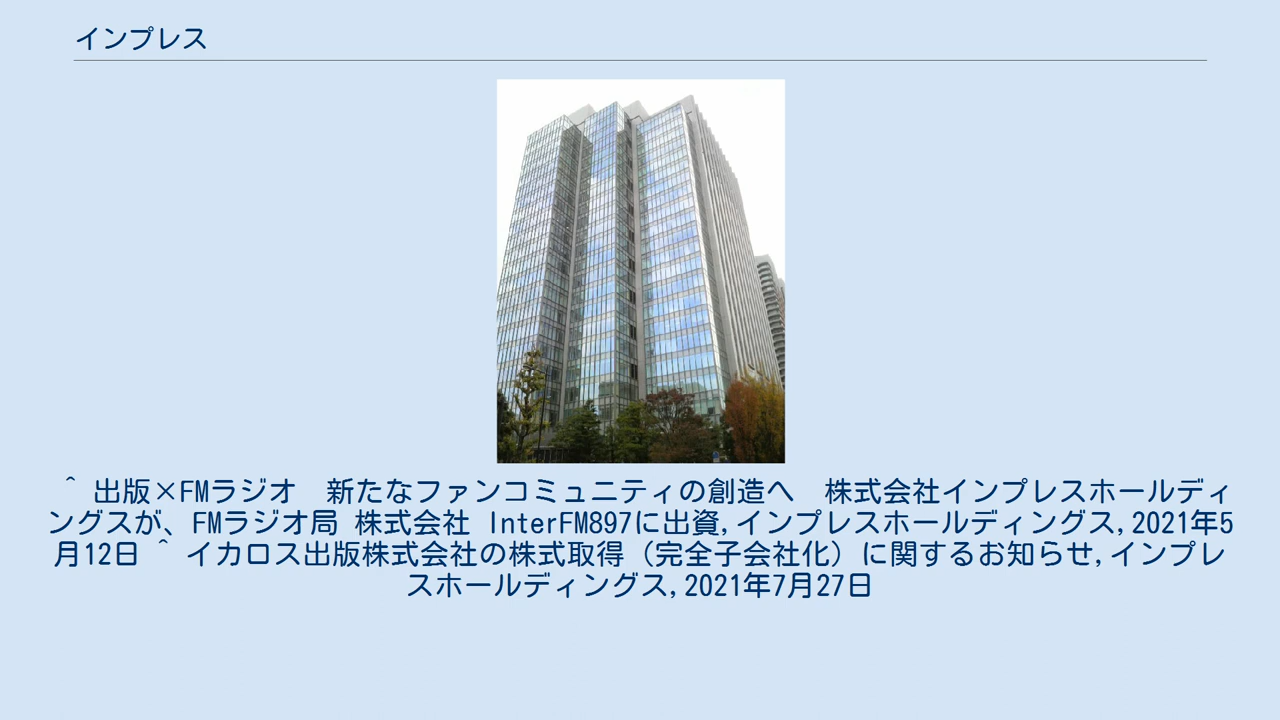 インプレス
^ 出版×FMラジオ　新たなファンコミュニティの創造へ　株式会社インプレスホールディ
ングスが、FMラジオ局 株式会社 InterFM897に出資,インプレスホールディングス,2021年5
月12日 ^ イカロス出版株式会社の株式取得（完全子会社化）に関するお知らせ,インプレ
スホールディングス,2021年7月27日